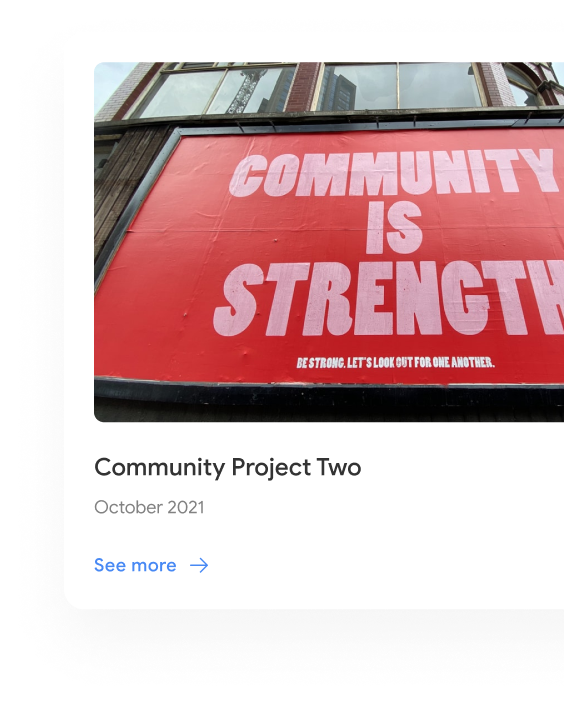 COMMUNITY
IS
STRENGTH
BE STRONG. LET'S LOOK OUT FOR ONE ANOTHER.
Community Project Two
October 2021
See more